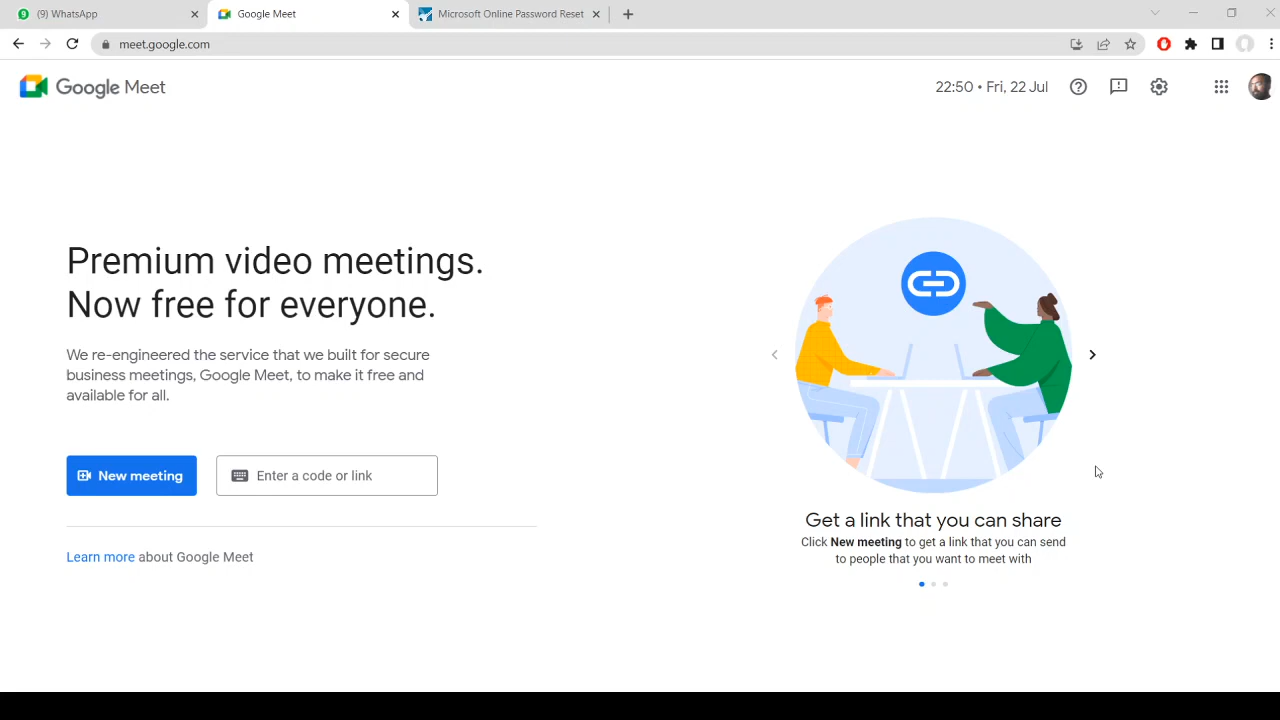 9
(9) WhatsApp
Google Meet
Microsoft Online Password Reset
meet.google.com
Google Meet
22:50 • Fri, 22 Jul
Premium video meetings.
Now free for everyone.
We re-engineered the service that we built for secure
business meetings, Google Meet, to make it free and
available for all.
New meeting
Enter a code or link
Learn more about Google Meet
Get a link that you can share
Click New meeting to get a link that you can send
to people that you want to meet with